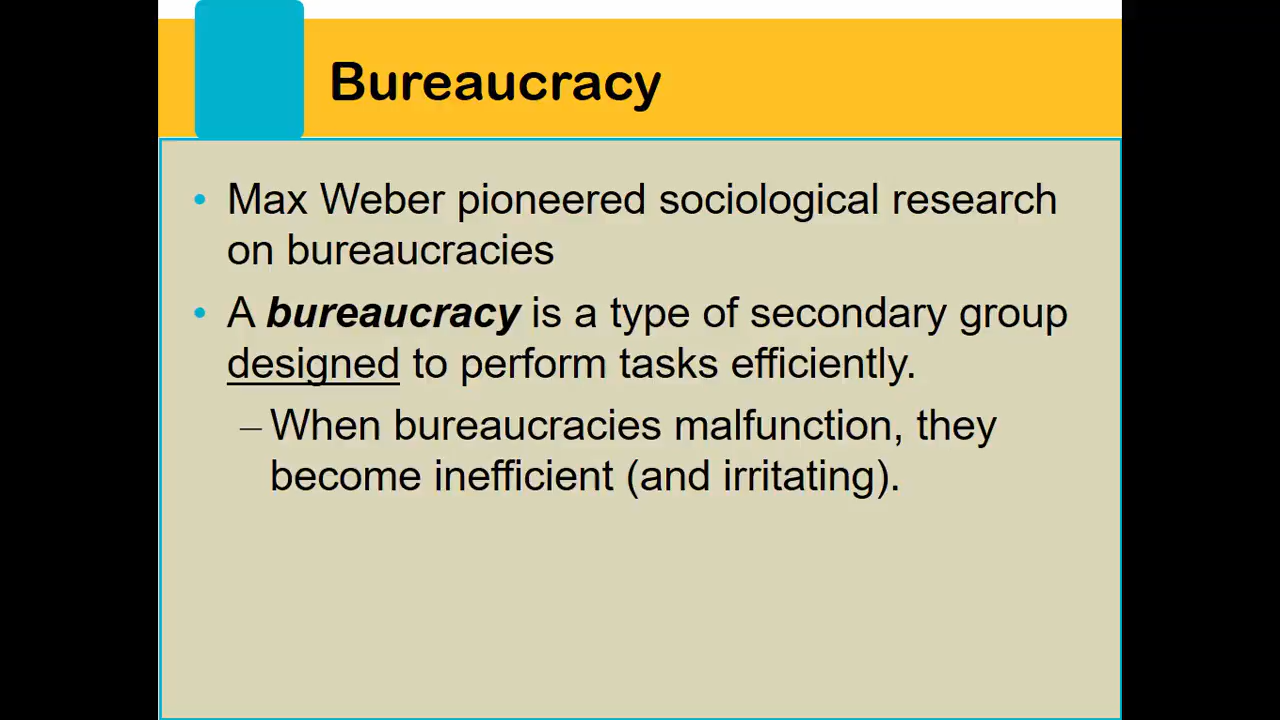 Bureaucracy
• Max Weber pioneered sociological research
on bureaucracies
• A bureaucracy is a type of secondary group
designed to perform tasks efficiently.
– When bureaucracies malfunction, they
become inefficient (and irritating).